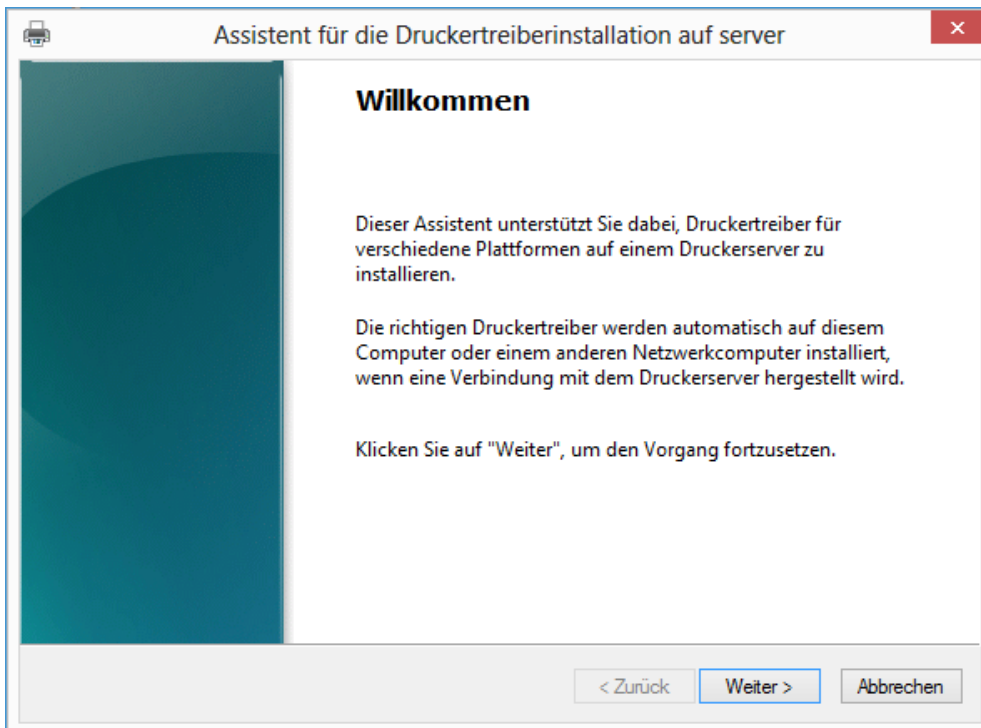 Assistent für die Druckertreiberinstallation auf server
Willkommen
Dieser Assistent unterstützt Sie dabei, Druckertreiber für
verschiedene Plattformen auf einem Druckerserver zu
installieren.
Die richtigen Druckertreiber werden automatisch auf diesem
Computer oder einem anderen Netzwerkcomputer installiert,
wenn eine Verbindung mit dem Druckerserver hergestellt wird.
Klicken Sie auf "Weiter", um den Vorgang fortzusetzen.
< Zurück Weiter > Abbrechen